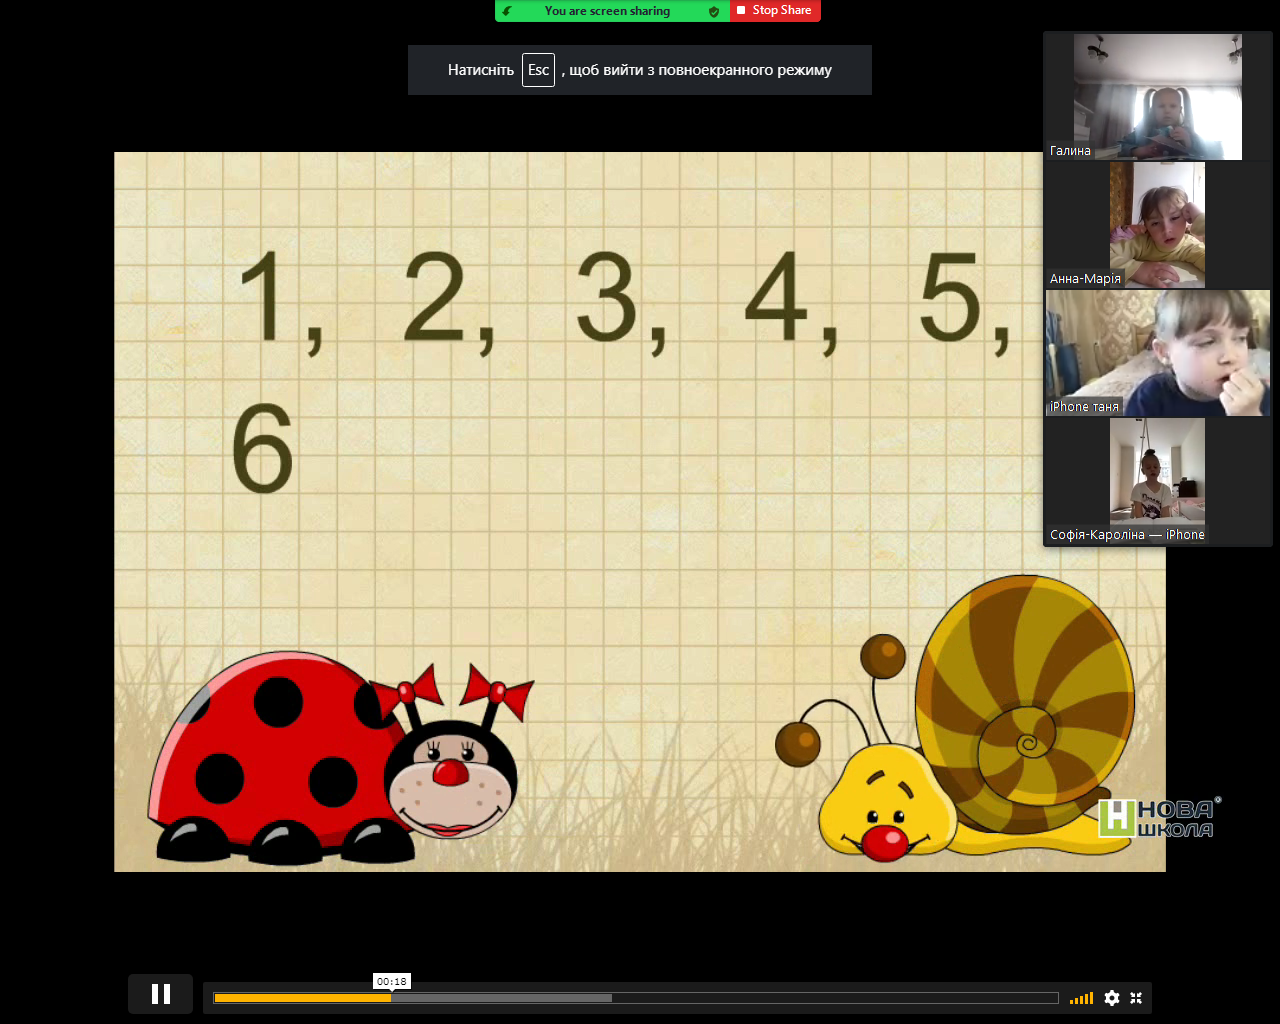 You are screen sharing
Stop Share
Натисніть Esc , щоб вийти з повноекранного режиму
Галина
Анна-Марія
iPhone таня
Софія-Кароліна — iPhone
1, 2, 3, 4, 5,
6
НОВА
ШКОЛА
00:18